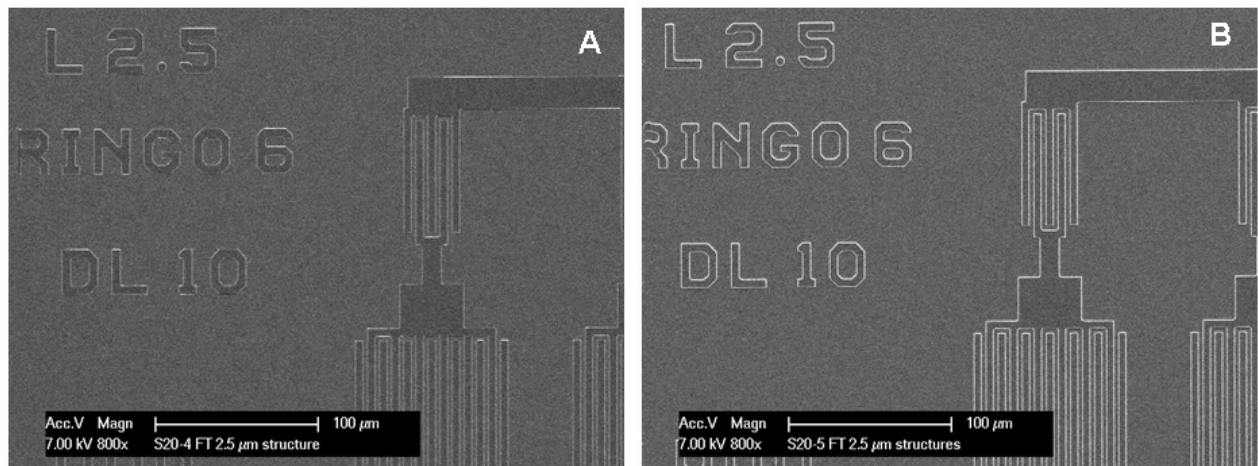 A
L 2.5
RINGO 6
DL 10
Acc.V Magn 100 µm
7.00 kV 800x S20-4 FT 2.5 µm structure
B
L 2.5
RINGO 6
DL 10
Acc.V Magn 100 µm
7.00 kV 800x S20-5 FT 2.5 µm structures